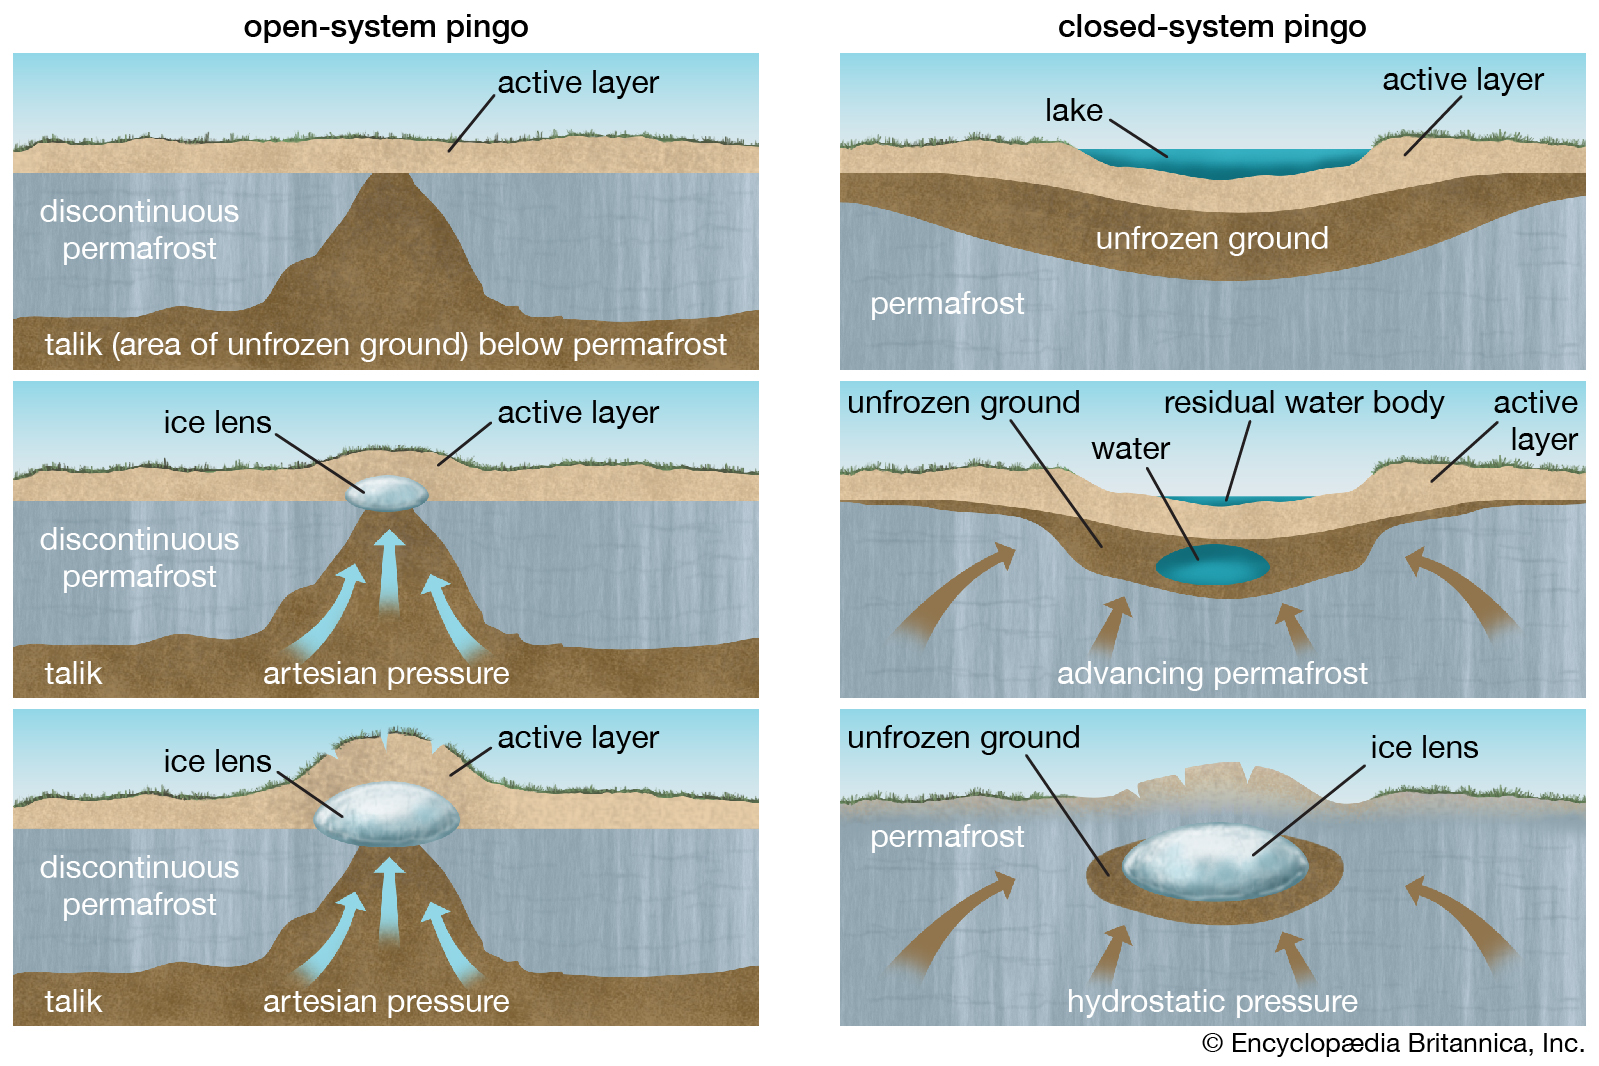 open-system pingo
active layer
discontinuous
permafrost
talik (area of unfrozen ground) below permafrost
ice lens
active layer
discontinuous
permafrost
talik
artesian pressure
ice lens
active layer
discontinuous
permafrost
talik
artesian pressure
closed-system pingo
lake
active layer
unfrozen ground
permafrost
unfrozen ground
residual water body
active
layer
water
advancing permafrost
unfrozen ground
ice lens
permafrost
hydrostatic pressure
© Encyclopædia Britannica, Inc.